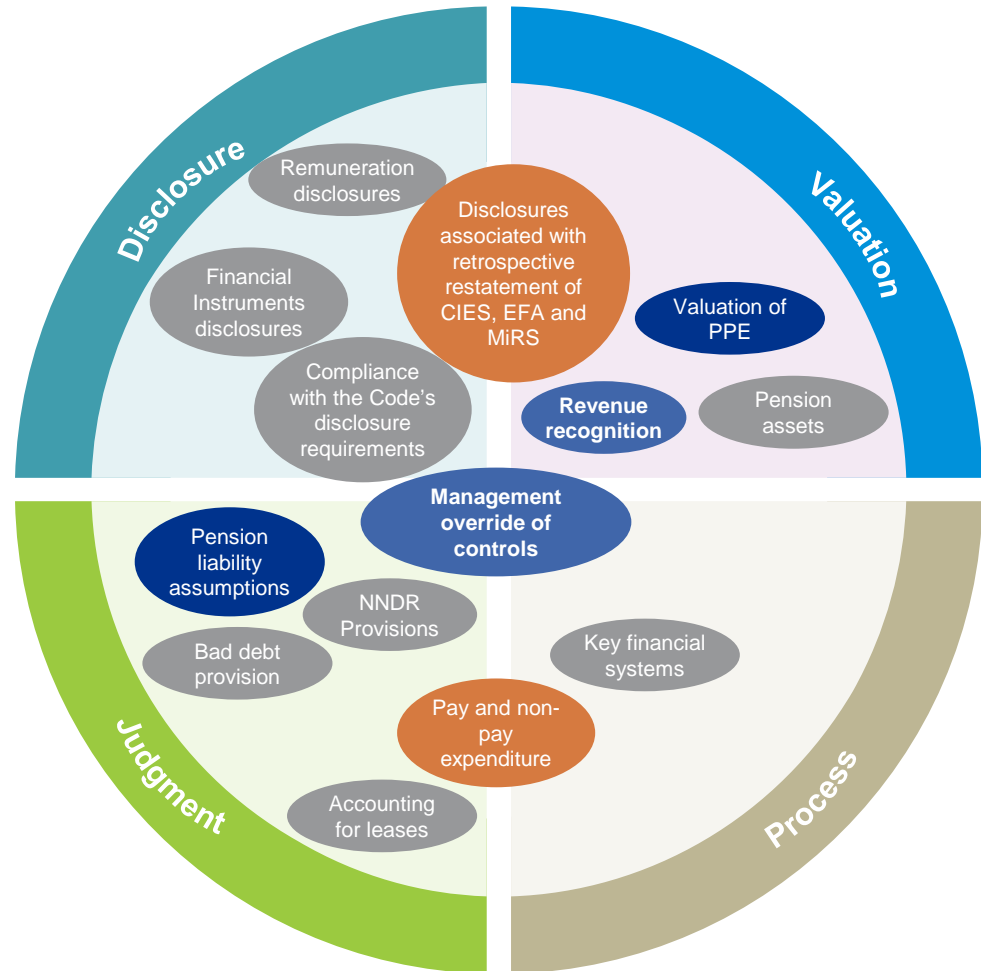 Disclosure
Valuation
Remuneration
disclosures
Disclosures
associated with
retrospective
restatement of
CIES, EFA and
MiRS
Financial
Instruments
disclosures
Valuation of
PPE
Compliance
with the Code's
disclosure
requirements
Revenue
recognition
Pension
assets
Management
override of
controls
Pension
liability
assumptions
NNDR
Provisions
Bad debt
provision
Key financial
systems
Pay and non-
pay
expenditure
Accounting
for leases
Judgment
Process